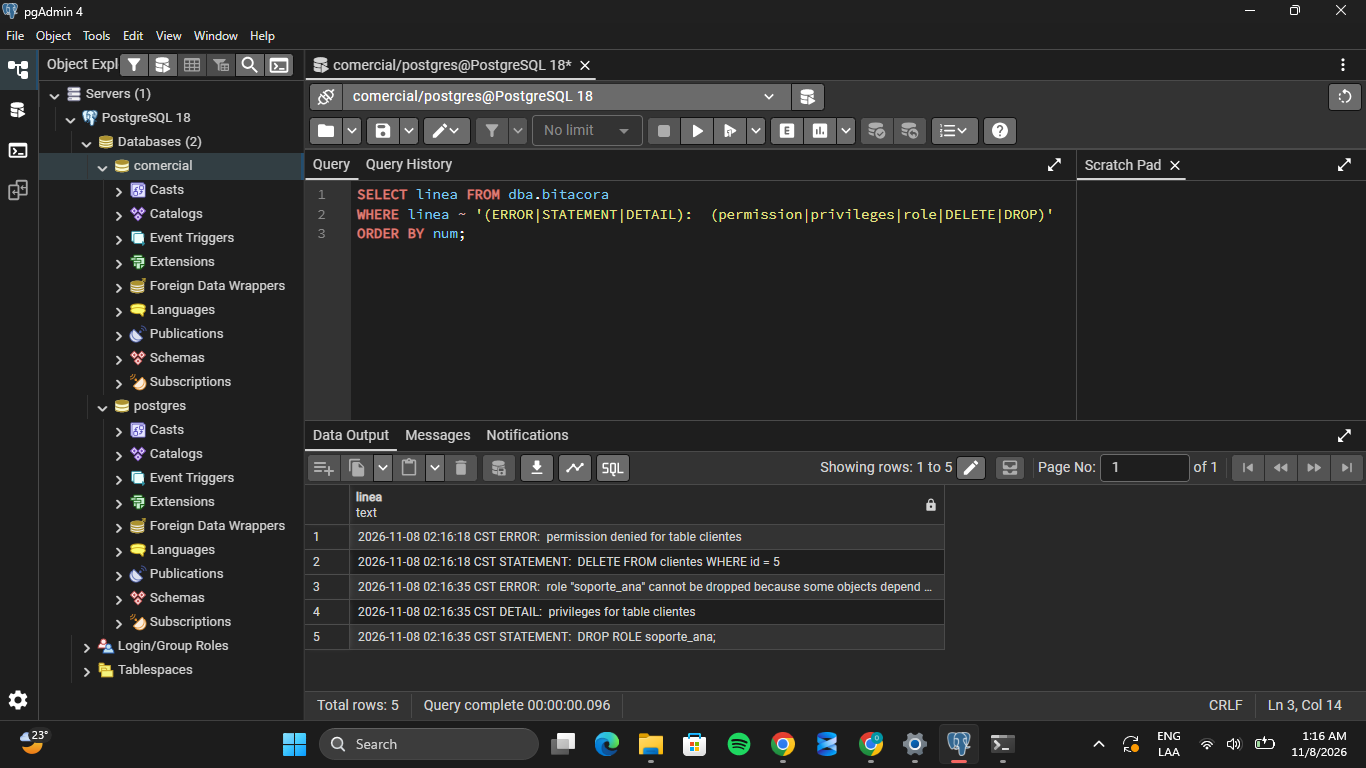 pgAdmin 4
File Object Tools Edit View Window Help
Object Expl
comercial/postgres@PostgreSQL 18*
comercial/postgres@PostgreSQL 18
No limit
E
SQL
Servers (1)
PostgreSQL 18
Databases (2)
comercial
Casts
Catalogs
Event Triggers
Extensions
Foreign Data Wrappers
Languages
Publications
Schemas
Subscriptions
postgres
Casts
Catalogs
Event Triggers
Extensions
Foreign Data Wrappers
Languages
Publications
Schemas
Subscriptions
Login/Group Roles
Tablespaces
Query Query History
Scratch Pad
1 SELECT linea FROM dba.bitacora
2 WHERE linea ~ '(ERROR|STATEMENT|DETAIL):  (permission|privileges|role|DELETE|DROP)'
3 ORDER BY num;
Data Output Messages Notifications
Showing rows: 1 to 5 Page No: 1 of 1
linea
text
1 2026-11-08 02:16:18 CST ERROR:  permission denied for table clientes
2 2026-11-08 02:16:18 CST STATEMENT:  DELETE FROM clientes WHERE id = 5
3 2026-11-08 02:16:35 CST ERROR:  role "soporte_ana" cannot be dropped because some objects depend ...
4 2026-11-08 02:16:35 CST DETAIL:  privileges for table clientes
5 2026-11-08 02:16:35 CST STATEMENT:  DROP ROLE soporte_ana;
Total rows: 5 Query complete 00:00:00.096 CRLF Ln 3, Col 14
23°
Search
ENG
LAA
1:16 AM
11/8/2026